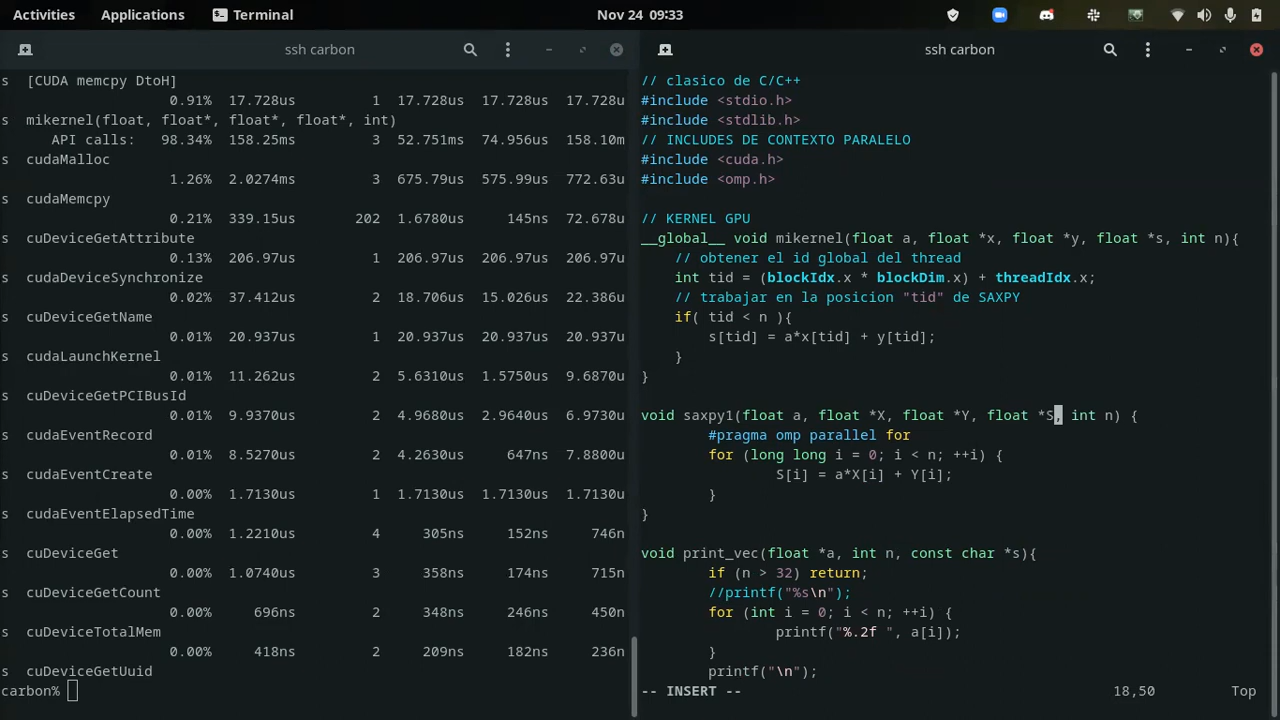 Activities Applications Terminal Nov 24 09:33
ssh carbon
s [CUDA memcpy DtoH]
0.91% 17.728us 1 17.728us 17.728us 17.728u
s mikernel(float, float*, float*, float*, int)
API calls: 98.34% 158.25ms 3 52.751ms 74.956us 158.10m
s cudaMalloc
1.26% 2.0274ms 3 675.79us 575.99us 772.63u
s cudaMemcpy
0.21% 339.15us 202 1.6780us 145ns 72.678u
s cuDeviceGetAttribute
0.13% 206.97us 1 206.97us 206.97us 206.97u
s cudaDeviceSynchronize
0.02% 37.412us 2 18.706us 15.026us 22.386u
s cuDeviceGetName
0.01% 20.937us 1 20.937us 20.937us 20.937u
s cudaLaunchKernel
0.01% 11.262us 2 5.6310us 1.5750us 9.6870u
s cuDeviceGetPCIBusId
0.01% 9.9370us 2 4.9680us 2.9640us 6.9730u
s cudaEventRecord
0.01% 8.5270us 2 4.2630us 647ns 7.8800u
s cudaEventCreate
0.00% 1.7130us 1 1.7130us 1.7130us 1.7130u
s cudaEventElapsedTime
0.00% 1.2210us 4 305ns 152ns 746n
s cuDeviceGet
0.00% 1.0740us 3 358ns 174ns 715n
s cuDeviceGetCount
0.00% 696ns 2 348ns 246ns 450n
s cuDeviceTotalMem
0.00% 418ns 2 209ns 182ns 236n
s cuDeviceGetUuid
carbon%
ssh carbon
// clasico de C/C++
#include <stdio.h>
#include <stdlib.h>
// INCLUDES DE CONTEXTO PARALELO
#include <cuda.h>
#include <omp.h>
// KERNEL GPU
__global__ void mikernel(float a, float *x, float *y, float *s, int n){
// obtener el id global del thread
int tid = (blockIdx.x * blockDim.x) + threadIdx.x;
// trabajar en la posicion "tid" de SAXPY
if( tid < n ){
s[tid] = a*x[tid] + y[tid];
}
}
void saxpy1(float a, float *X, float *Y, float *S, int n) {
#pragma omp parallel for
for (long long i = 0; i < n; ++i) {
S[i] = a*X[i] + Y[i];
}
}
void print_vec(float *a, int n, const char *s){
if (n > 32) return;
//printf("%s\n");
for (int i = 0; i < n; ++i) {
printf("%.2f ", a[i]);
}
printf("\n");
-- INSERT -- 18,50 Top